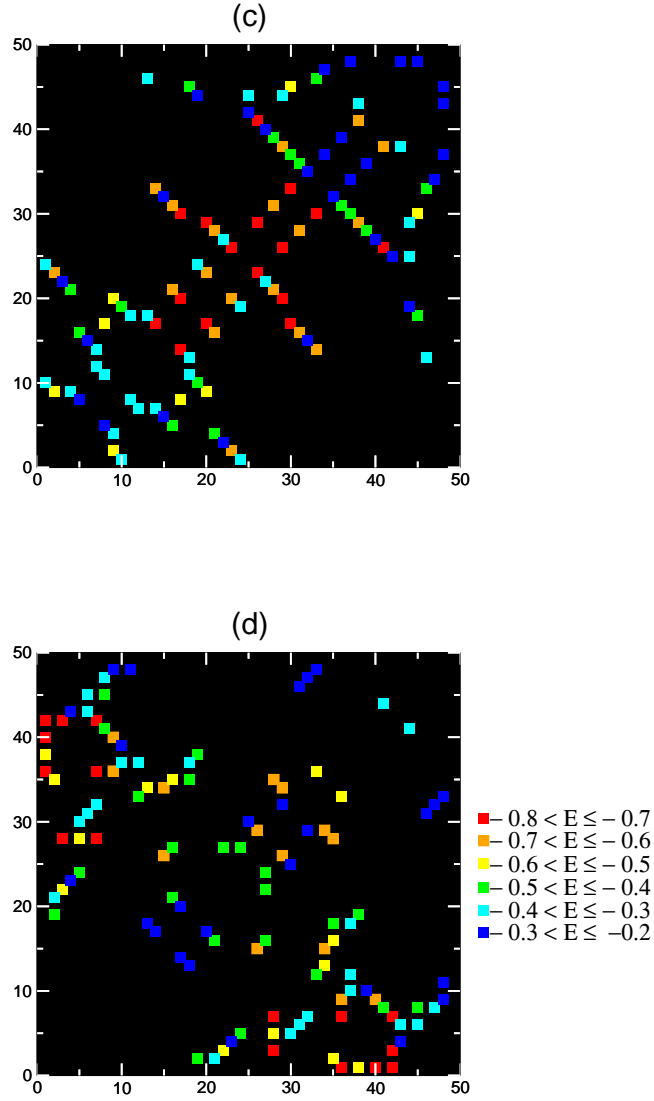 (c)
50
40
30
20
10
0
0 10 20 30 40 50
(d)
50
40
30
20
10
0
0 10 20 30 40 50
− 0.8 < E ≤ − 0.7
− 0.7 < E ≤ − 0.6
− 0.6 < E ≤ − 0.5
− 0.5 < E ≤ − 0.4
− 0.4 < E ≤ − 0.3
− 0.3 < E ≤ −0.2